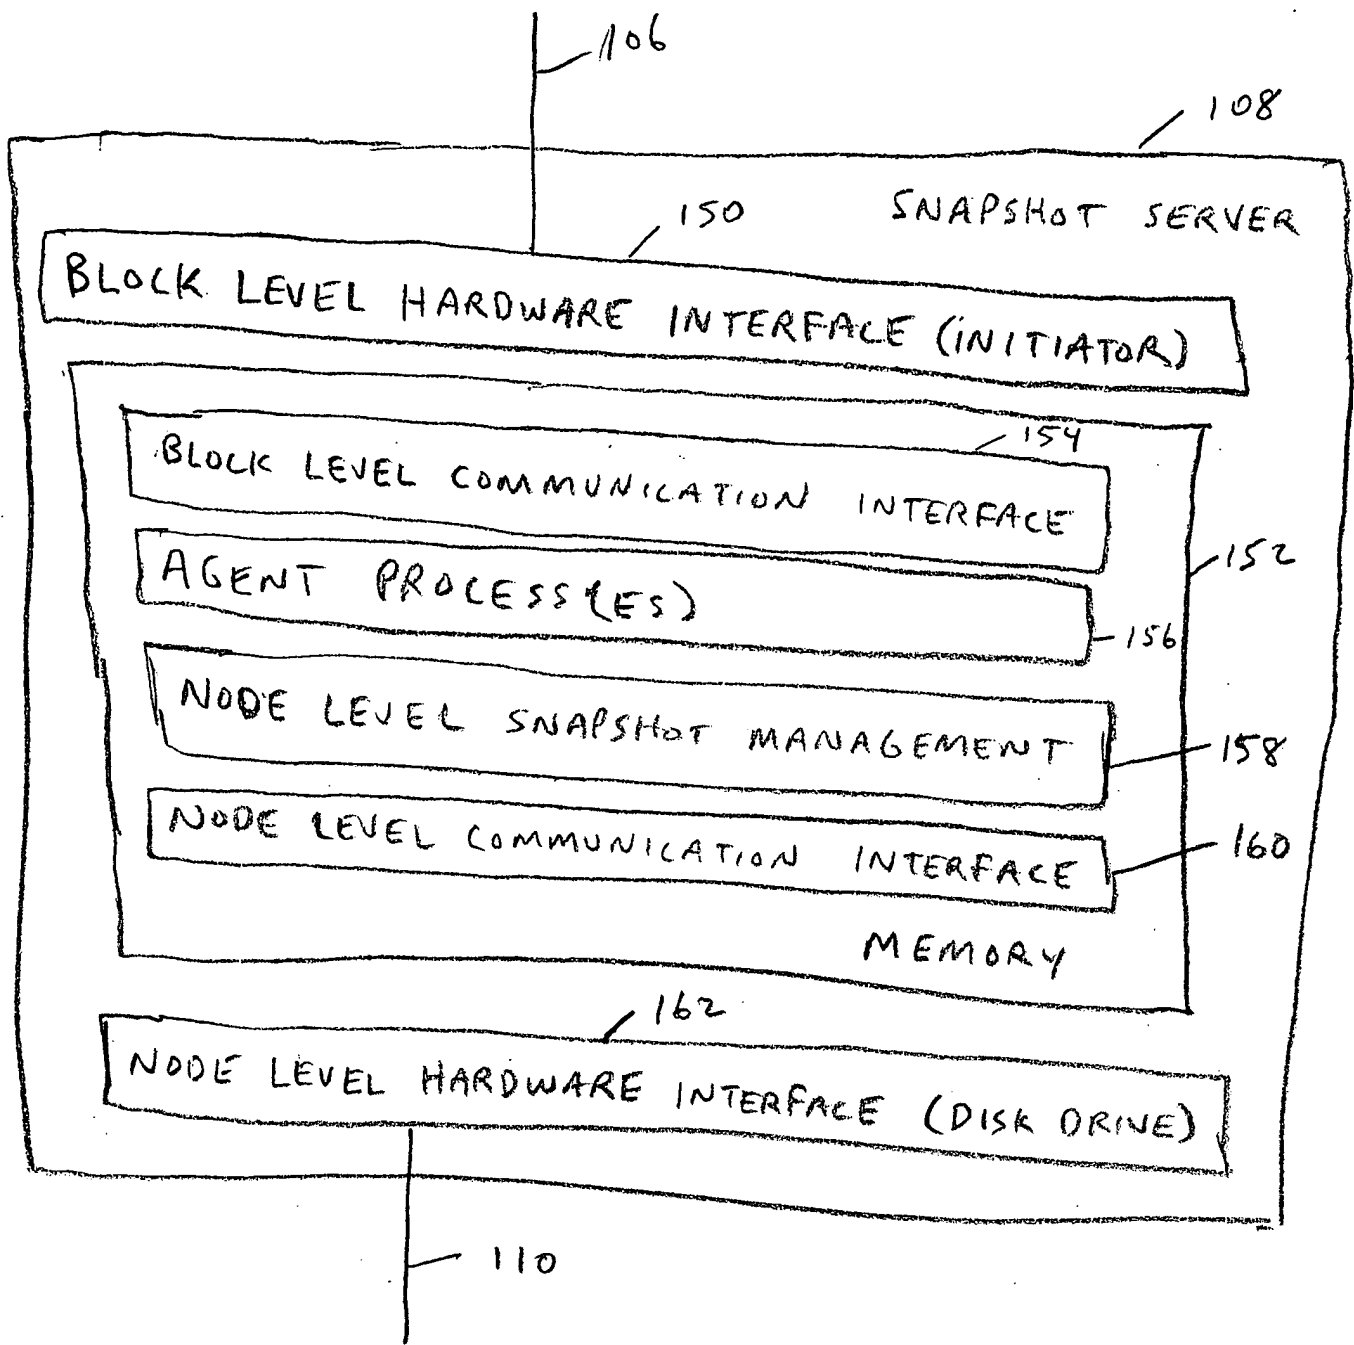 106
108
SNAPSHOT SERVER
150
BLOCK LEVEL HARDWARE INTERFACE (INITIATOR)
154
BLOCK LEVEL COMMUNICATION INTERFACE
152
AGENT PROCESS(ES)
156
NODE LEVEL SNAPSHOT MANAGEMENT
158
NODE LEVEL COMMUNICATION INTERFACE
160
MEMORY
162
NODE LEVEL HARDWARE INTERFACE (DISK DRIVE)
110